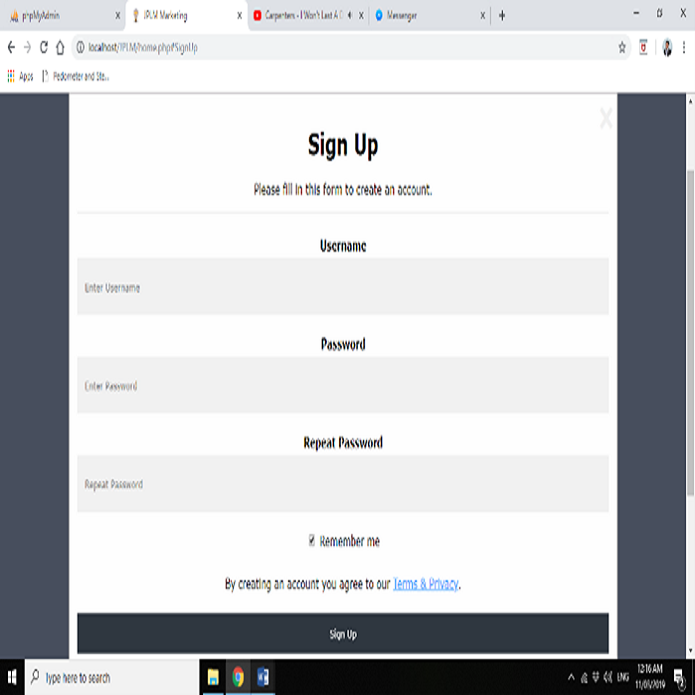 phpMyAdmin
JPLM Marketing
Carpenters - I Won't Last A D
Messenger
localhost/JPLM/home.php#SignUp
Apps
Pedometer and Ste...
X
Sign Up
Please fill in this form to create an account.
Username
Enter Username
Password
Enter Password
Repeat Password
Repeat Password
Remember me
By creating an account you agree to our Terms & Privacy.
Sign Up
Type here to search
ENG
12:16 AM
11/05/2019
2